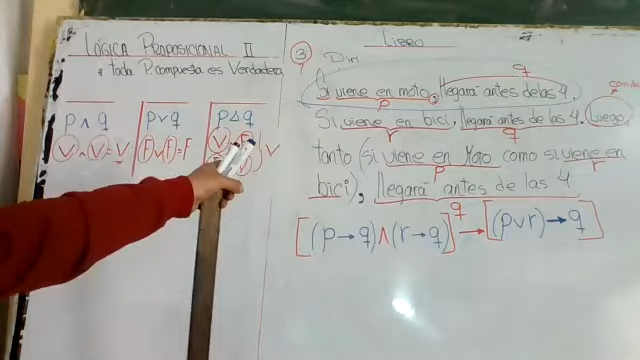 LÓGICA PROPOSICIONAL II
* toda P. compuesta es Verdadera
p ∧ q
p ∨ q
p Δ q
V ∧ V = V
F ∨ F = F
V F
V
LIBRO
3
q
Si viene en moto, llegará antes de las 4.
p
Si viene en bici, llegará antes de las 4. Luego,
r
q
tanto (si viene en Moto como si viene en
p
r
bici), llegará antes de las 4
q
[(p → q) ∧ (r → q)] → [(p ∨ r) → q]